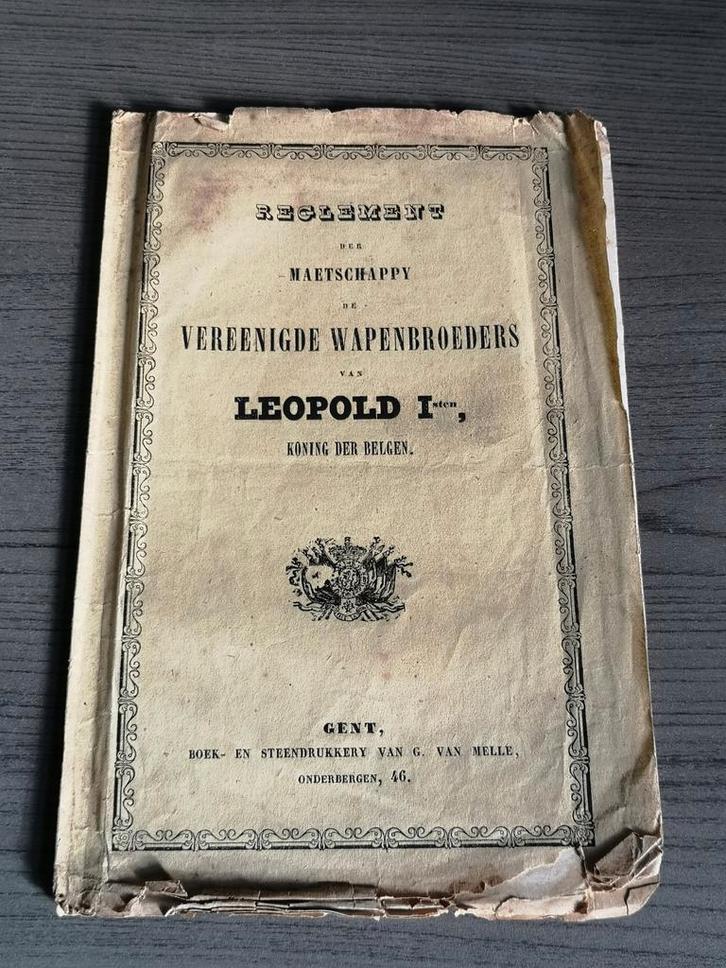 REGLEMENT
DER
MAETSCHAPPY
DE
VEREENIGDE WAPENBROEDERS
VAN
LEOPOLD Isten,
KONING DER BELGEN.
GENT,
BOEK- EN STEENDRUKKERY VAN G. VAN MELLE,
ONDERBERGEN, 46.